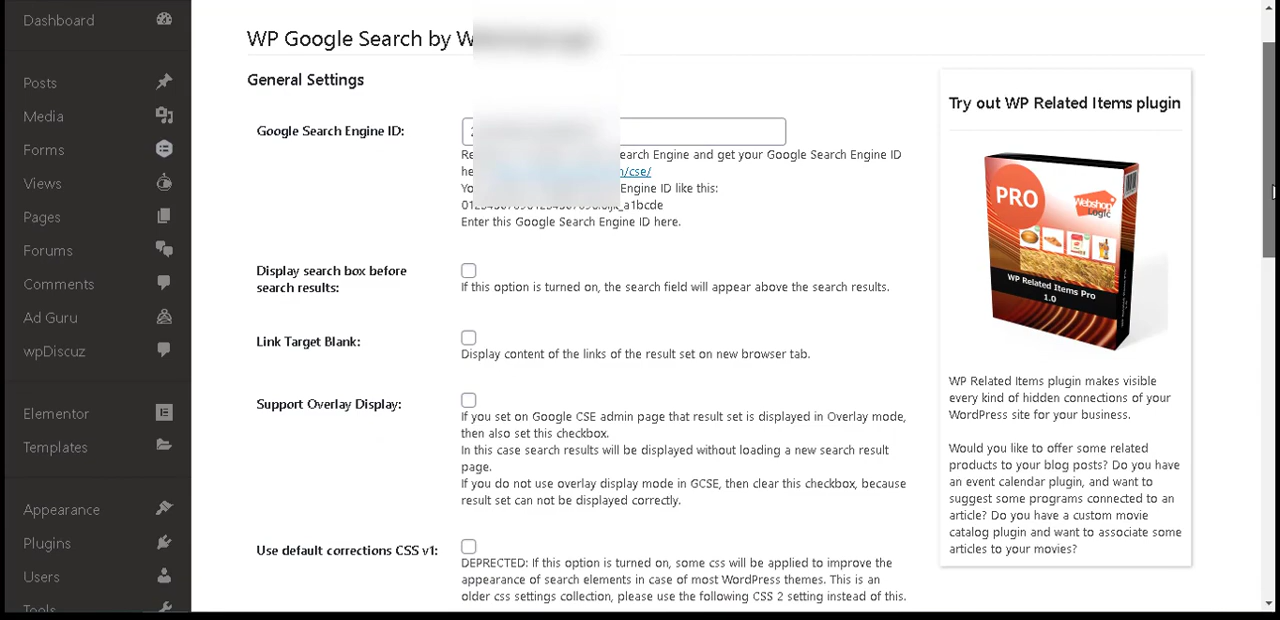 Dashboard
Posts
Media
Forms
Views
Pages
Forums
Comments
Ad Guru
wpDiscuz
Elementor
Templates
Appearance
Plugins
Users
Tools
WP Google Search by
General Settings
Google Search Engine ID:
earch Engine and get your Google Search Engine ID
/cse/
Engine ID like this:
a1bcde
Enter this Google Search Engine ID here.
Display search box before
search results:
If this option is turned on, the search field will appear above the search results.
Link Target Blank:
Display content of the links of the result set on new browser tab.
Support Overlay Display:
If you set on Google CSE admin page that result set is displayed in Overlay mode,
then also set this checkbox.
In this case search results will be displayed without loading a new search result
page.
If you do not use overlay display mode in GCSE, then clear this checkbox, because
result set can not be displayed correctly.
Use default corrections CSS v1:
DEPRECTED: If this option is turned on, some css will be applied to improve the
appearance of search elements in case of most WordPress themes. This is an
older css settings collection, please use the following CSS 2 setting instead of this.
Try out WP Related Items plugin
PRO
Webshop
Logic
WP Related Items Pro
1.0
WP Related Items plugin makes visible
every kind of hidden connections of your
WordPress site for your business.
Would you like to offer some related
products to your blog posts? Do you have
an event calendar plugin, and want to
suggest some programs connected to an
article? Do you have a custom movie
catalog plugin and want to associate some
articles to your movies?